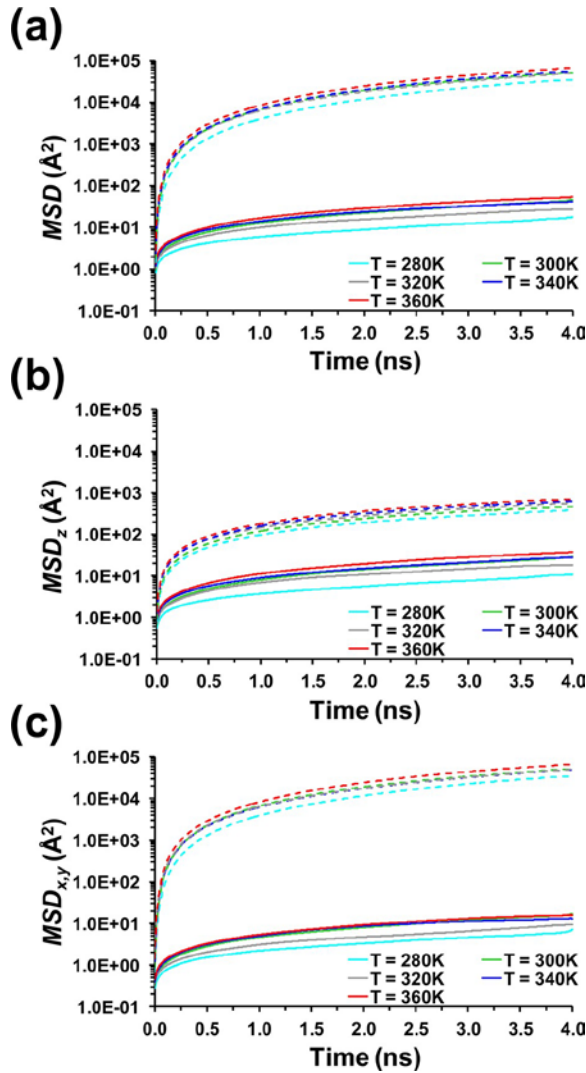 (a)
MSD (Å²)
1.0E+05
1.0E+04
1.0E+03
1.0E+02
1.0E+01
1.0E+00
1.0E-01
T = 280K T = 300K
T = 320K T = 340K
T = 360K
0.0 0.5 1.0 1.5 2.0 2.5 3.0 3.5 4.0
Time (ns)
(b)
MSDz (Å²)
1.0E+05
1.0E+04
1.0E+03
1.0E+02
1.0E+01
1.0E+00
1.0E-01
T = 280K T = 300K
T = 320K T = 340K
T = 360K
0.0 0.5 1.0 1.5 2.0 2.5 3.0 3.5 4.0
Time (ns)
(c)
MSDx,y (Å²)
1.0E+05
1.0E+04
1.0E+03
1.0E+02
1.0E+01
1.0E+00
1.0E-01
T = 280K T = 300K
T = 320K T = 340K
T = 360K
0.0 0.5 1.0 1.5 2.0 2.5 3.0 3.5 4.0
Time (ns)